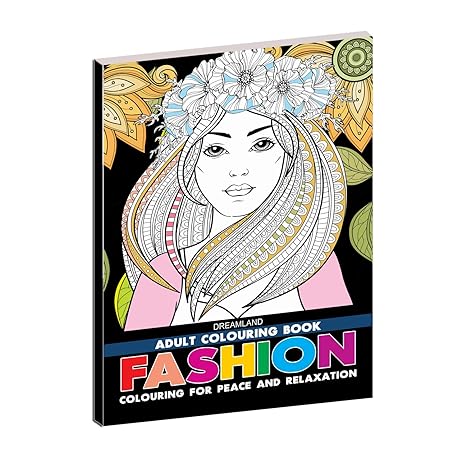 DREAMLAND
ADULT COLOURING BOOK
FASHION
COLOURING FOR PEACE AND RELAXATION